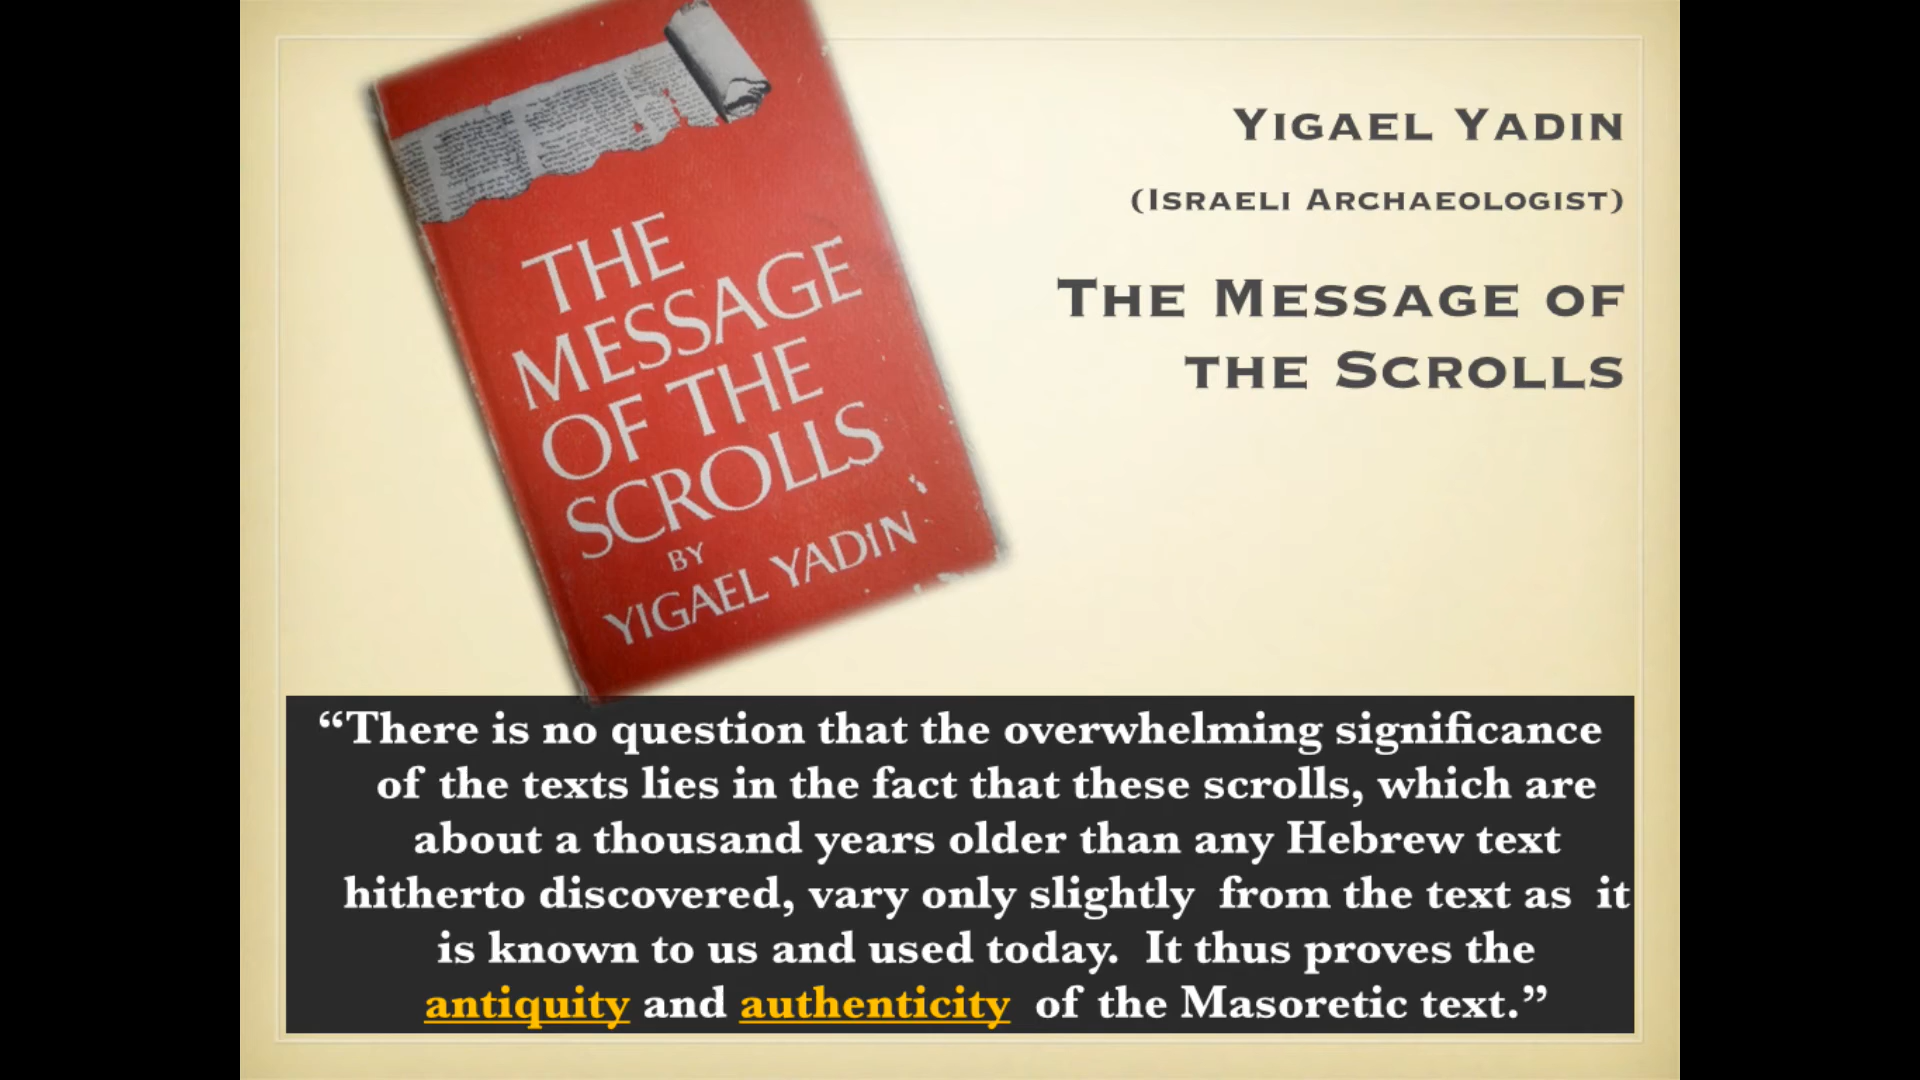 THE
MESSAGE
OF THE
SCROLLS
BY
YIGAEL YADIN
YIGAEL YADIN
(ISRAELI ARCHAEOLOGIST)
THE MESSAGE OF
THE SCROLLS
“There is no question that the overwhelming significance
of the texts lies in the fact that these scrolls, which are
about a thousand years older than any Hebrew text
hitherto discovered, vary only slightly from the text as it
is known to us and used today. It thus proves the
antiquity and authenticity of the Masoretic text.”